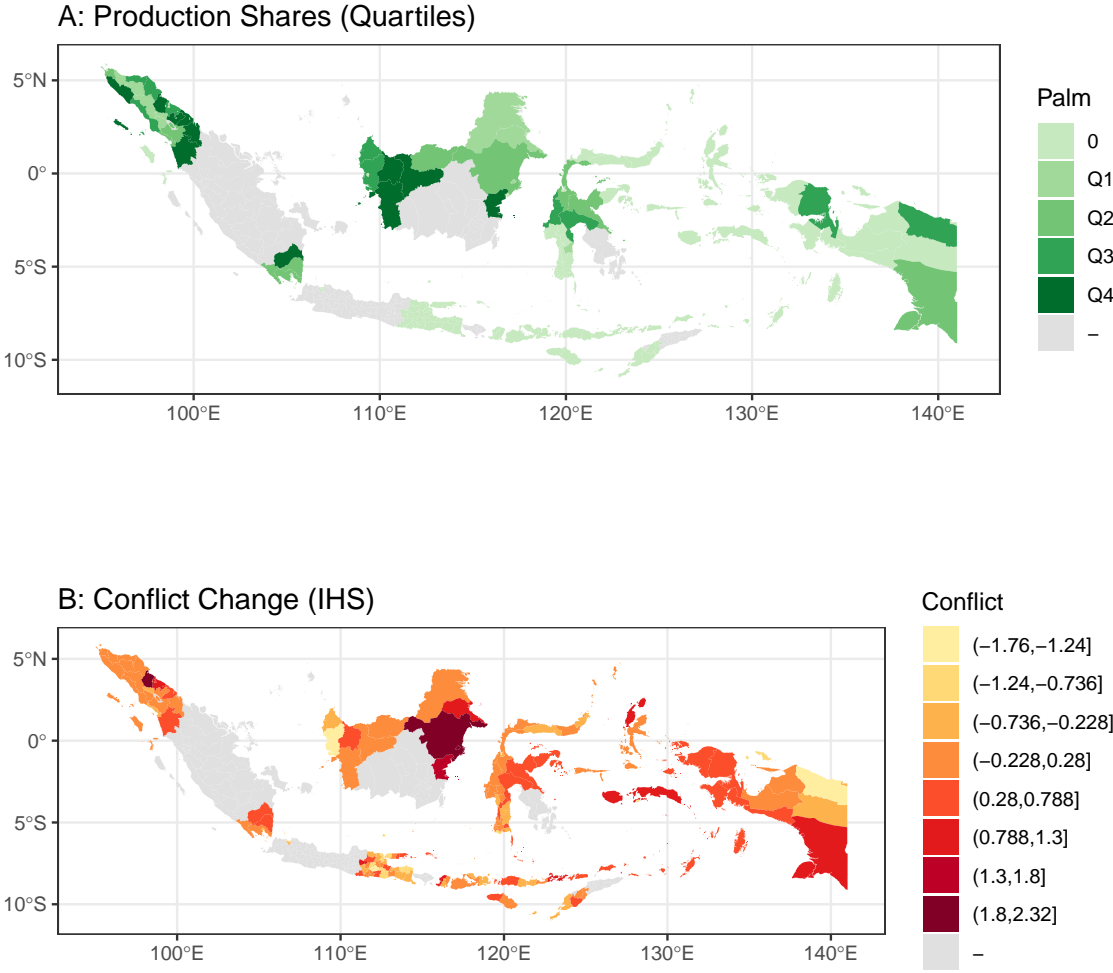 A: Production Shares (Quartiles)
5°N
0°
5°S
10°S
100°E
110°E
120°E
130°E
140°E
Palm
0
Q1
Q2
Q3
Q4
–
B: Conflict Change (IHS)
5°N
0°
5°S
10°S
100°E
110°E
120°E
130°E
140°E
Conflict
(−1.76,−1.24]
(−1.24,−0.736]
(−0.736,−0.228]
(−0.228,0.28]
(0.28,0.788]
(0.788,1.3]
(1.3,1.8]
(1.8,2.32]
–